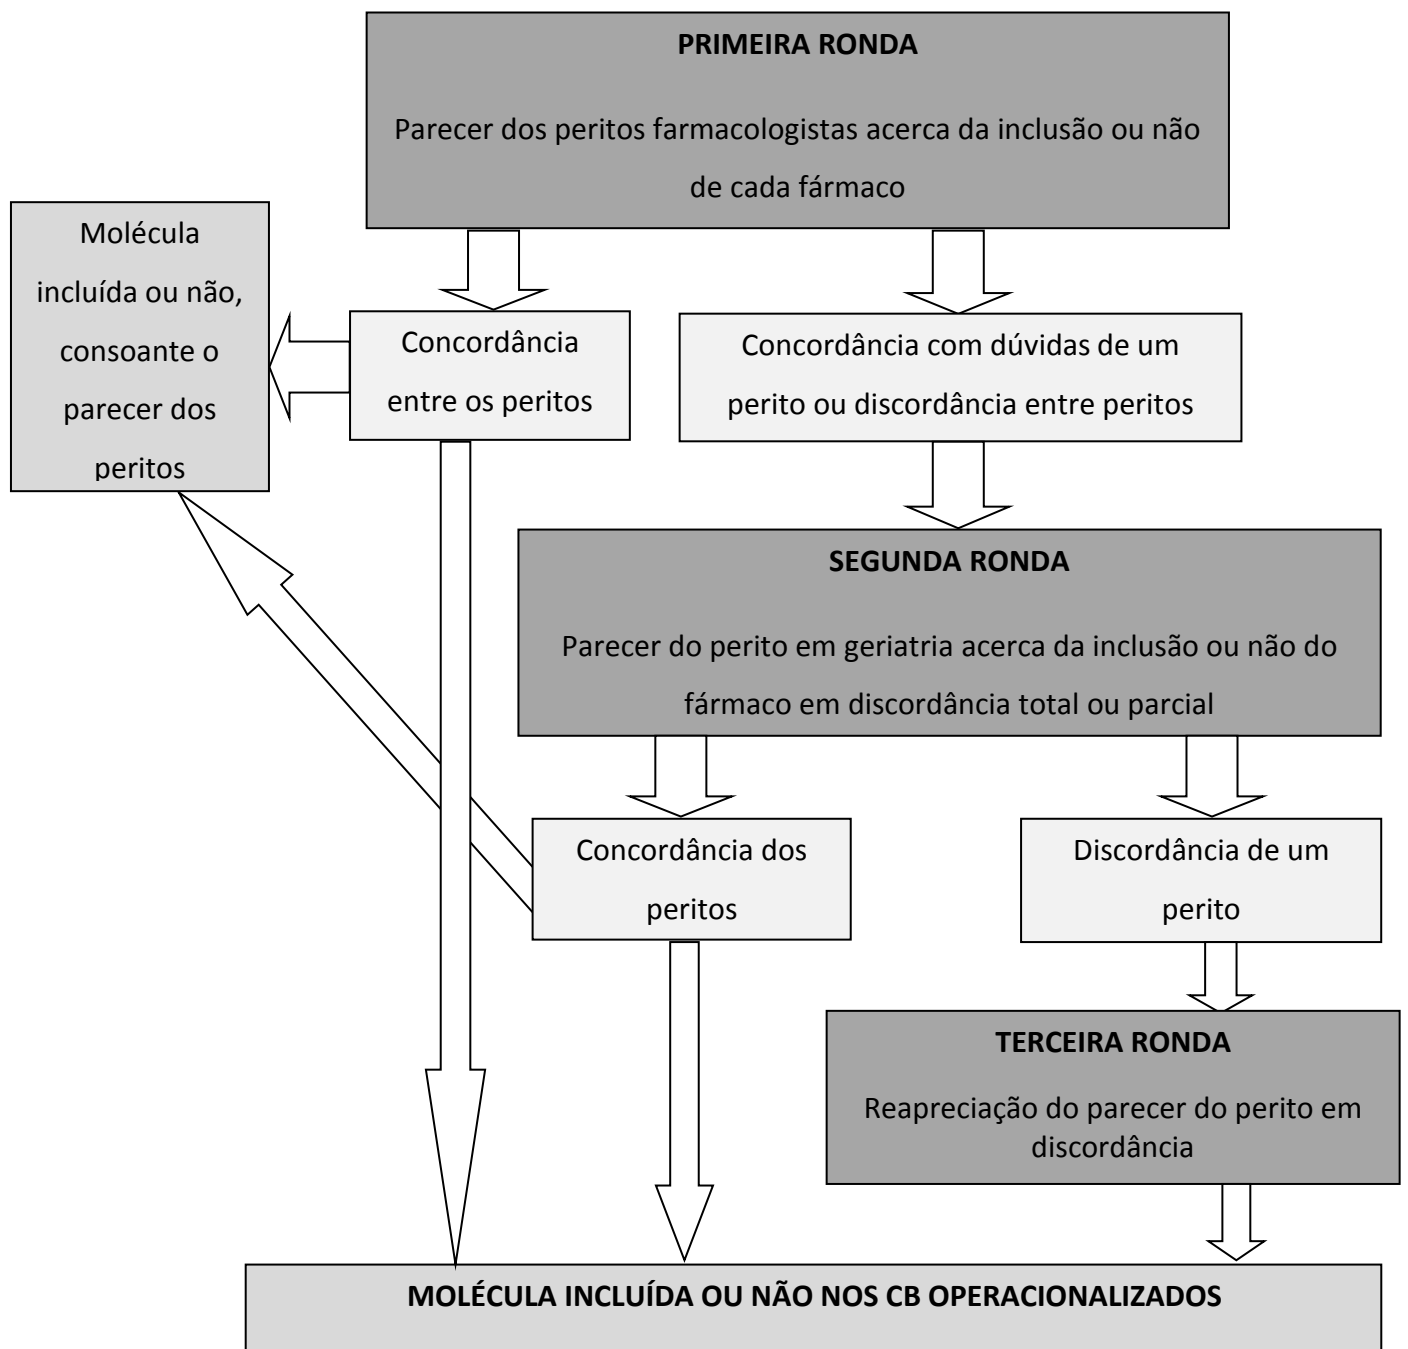 PRIMEIRA RONDA
Parecer dos peritos farmacologistas acerca da inclusão ou não
de cada fármaco
Molécula
incluída ou não,
consoante o
parecer dos
peritos
Concordância
entre os peritos
Concordância com dúvidas de um
perito ou discordância entre peritos
SEGUNDA RONDA
Parecer do perito em geriatria acerca da inclusão ou não do
fármaco em discordância total ou parcial
Concordância dos
peritos
Discordância de um
perito
TERCEIRA RONDA
Reapreciação do parecer do perito em
discordância
MOLÉCULA INCLUÍDA OU NÃO NOS CB OPERACIONALIZADOS